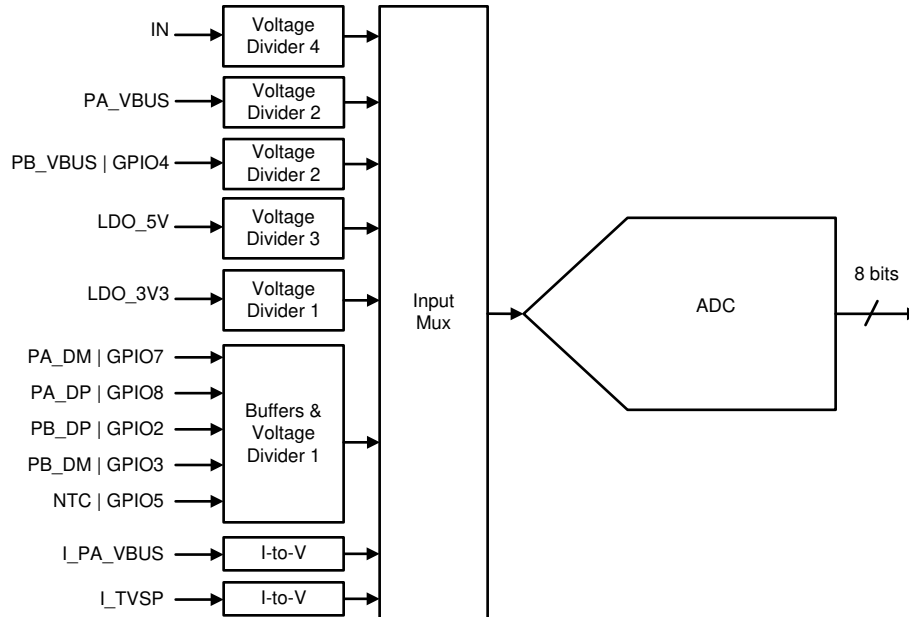 IN
Voltage
Divider 4
PA_VBUS
Voltage
Divider 2
PB_VBUS | GPIO4
Voltage
Divider 2
LDO_5V
Voltage
Divider 3
LDO_3V3
Voltage
Divider 1
PA_DM | GPIO7
PA_DP | GPIO8
PB_DP | GPIO2
PB_DM | GPIO3
NTC | GPIO5
Buffers &
Voltage
Divider 1
I_PA_VBUS
I-to-V
I_TVSP
I-to-V
Input
Mux
ADC
8 bits